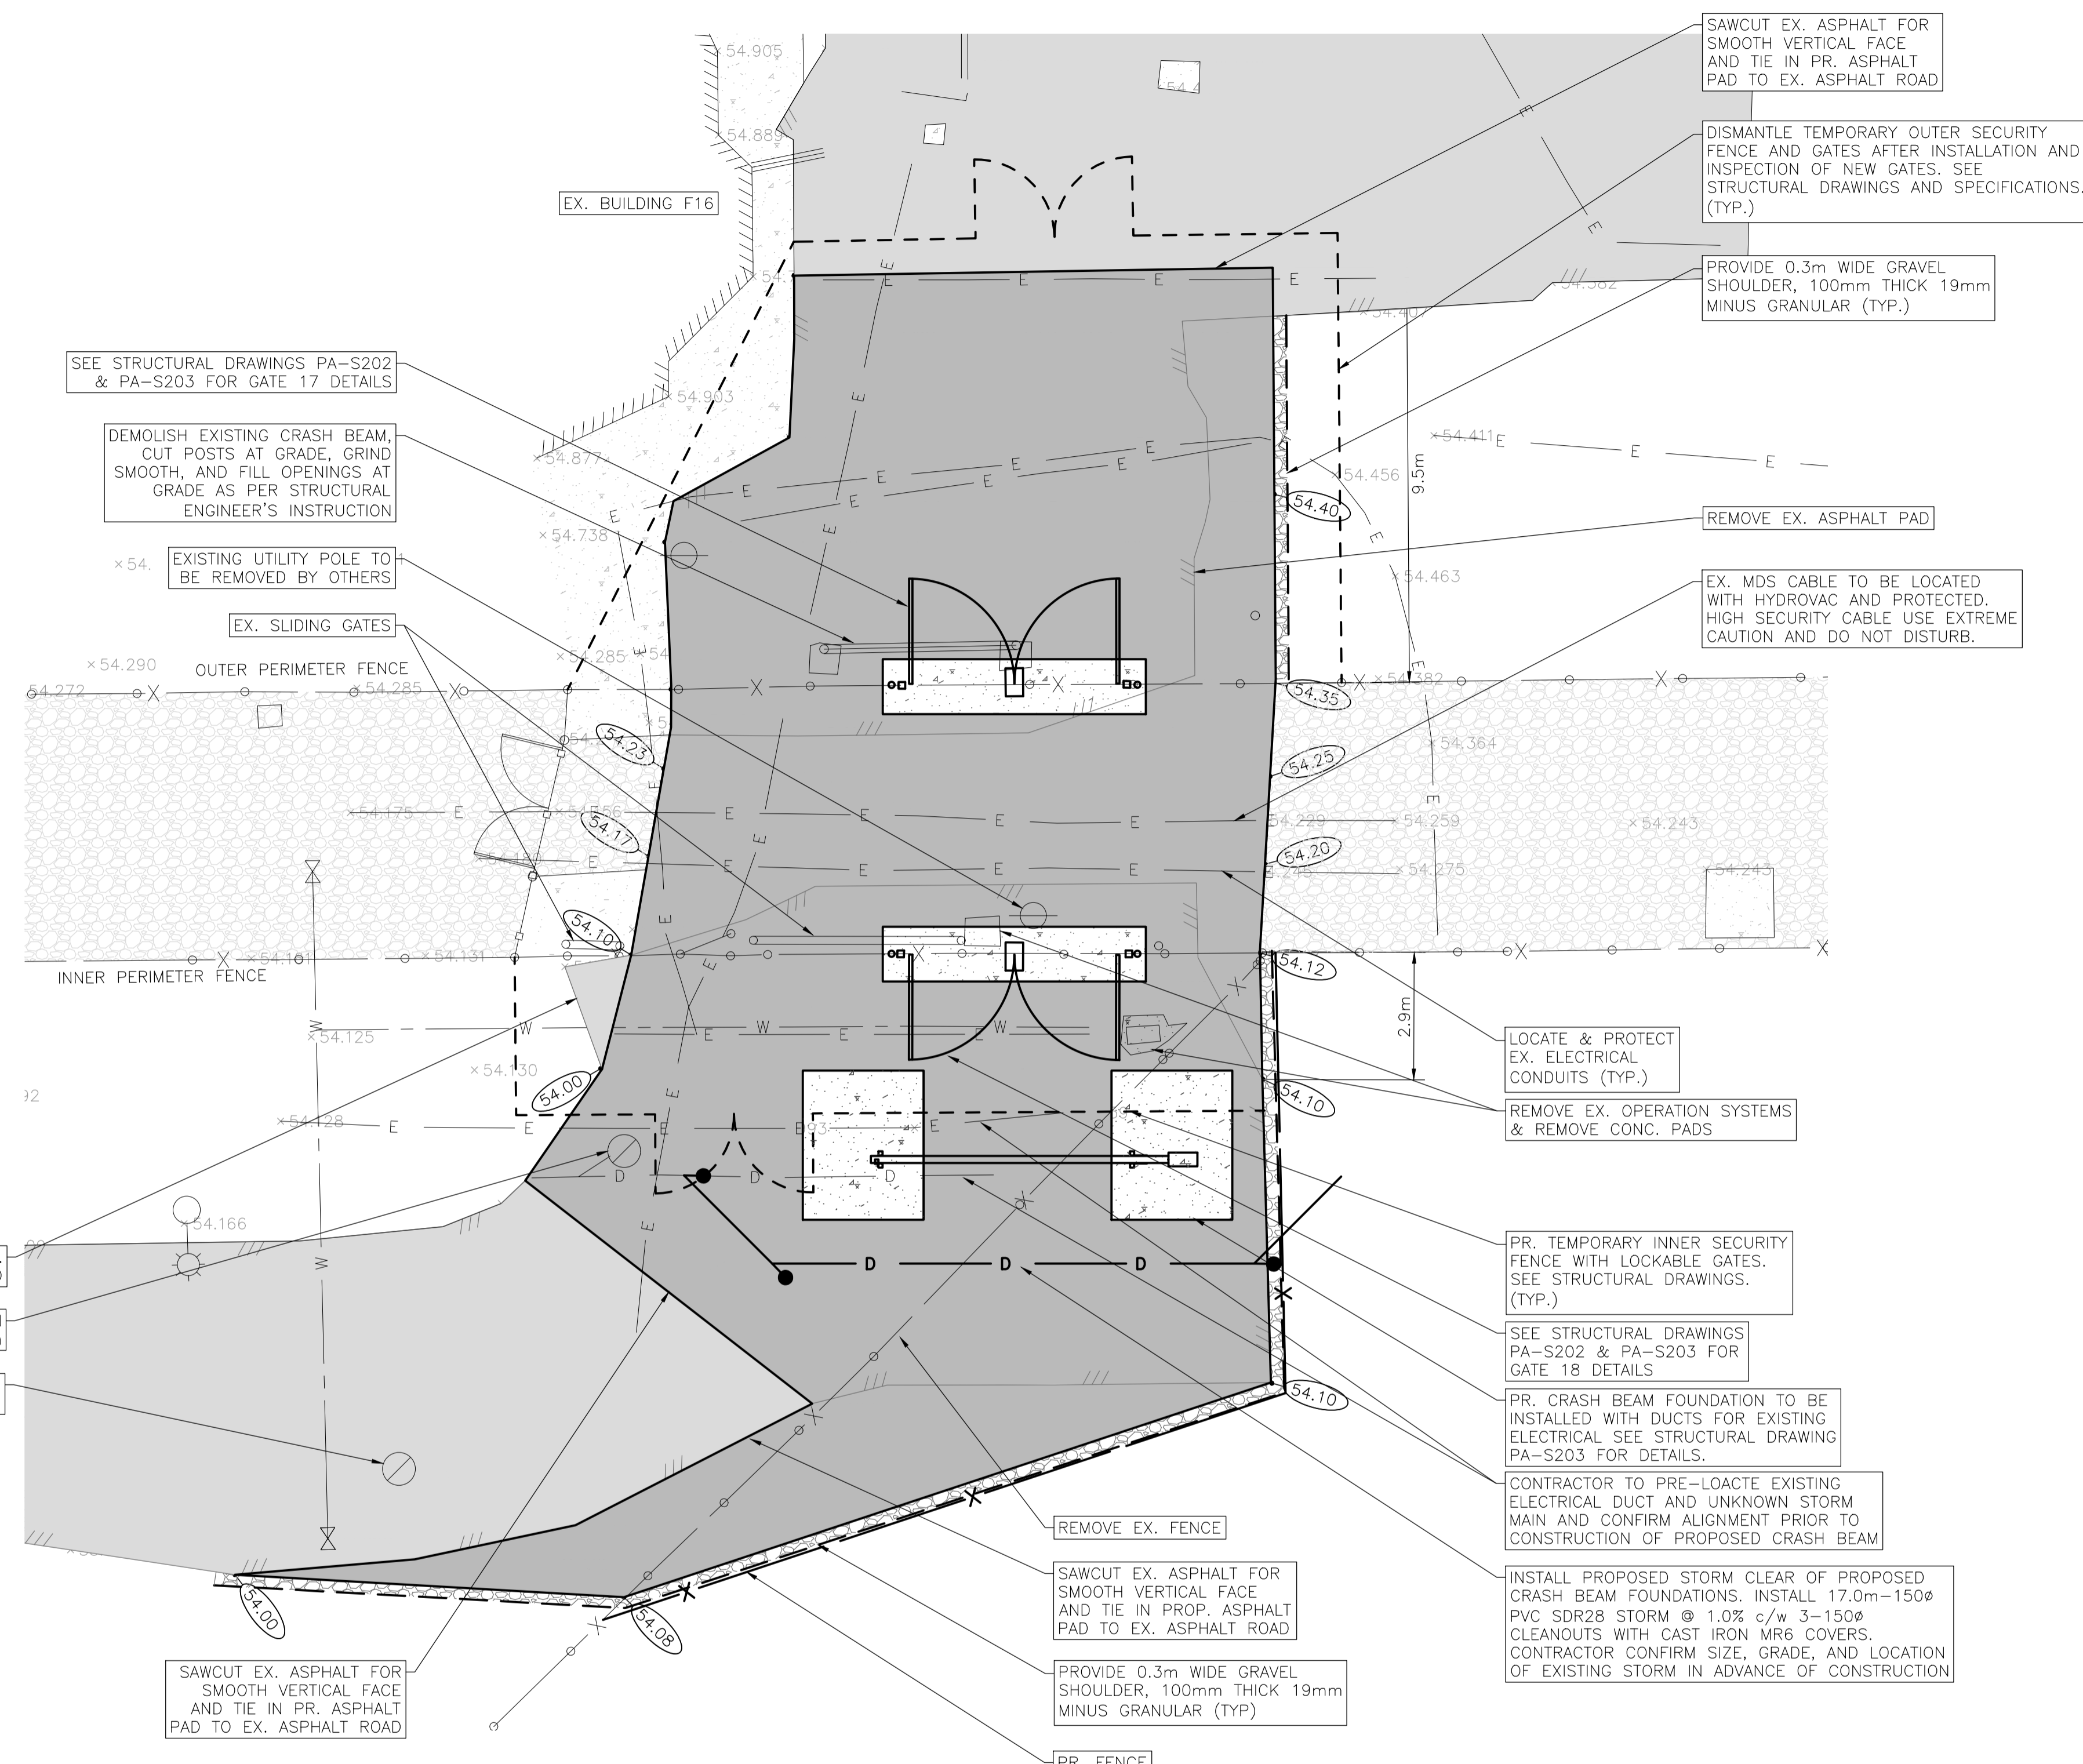 SAWCUT EX. ASPHALT FOR
SMOOTH VERTICAL FACE
AND TIE IN PR. ASPHALT
PAD TO EX. ASPHALT ROAD
DISMANTLE TEMPORARY OUTER SECURITY
FENCE AND GATES AFTER INSTALLATION AND
INSPECTION OF NEW GATES. SEE
STRUCTURAL DRAWINGS AND SPECIFICATIONS.
(TYP.)
PROVIDE 0.3m WIDE GRAVEL
SHOULDER, 100mm THICK 19mm
MINUS GRANULAR (TYP.)
REMOVE EX. ASPHALT PAD
EX. MDS CABLE TO BE LOCATED
WITH HYDROVAC AND PROTECTED.
HIGH SECURITY CABLE USE EXTREME
CAUTION AND DO NOT DISTURB.
LOCATE & PROTECT
EX. ELECTRICAL
CONDUITS (TYP.)
REMOVE EX. OPERATION SYSTEMS
& REMOVE CONC. PADS
PR. TEMPORARY INNER SECURITY
FENCE WITH LOCKABLE GATES.
SEE STRUCTURAL DRAWINGS.
(TYP.)
SEE STRUCTURAL DRAWINGS
PA-S202 & PA-S203 FOR
GATE 18 DETAILS
PR. CRASH BEAM FOUNDATION TO BE
INSTALLED WITH DUCTS FOR EXISTING
ELECTRICAL SEE STRUCTURAL DRAWING
PA-S203 FOR DETAILS.
CONTRACTOR TO PRE-LOACTE EXISTING
ELECTRICAL DUCT AND UNKNOWN STORM
MAIN AND CONFIRM ALIGNMENT PRIOR TO
CONSTRUCTION OF PROPOSED CRASH BEAM
INSTALL PROPOSED STORM CLEAR OF PROPOSED
CRASH BEAM FOUNDATIONS. INSTALL 17.0m-150ø
PVC SDR28 STORM @ 1.0% c/w 3-150ø
CLEANOUTS WITH CAST IRON MR6 COVERS.
CONTRACTOR CONFIRM SIZE, GRADE, AND LOCATION
OF EXISTING STORM IN ADVANCE OF CONSTRUCTION
EX. BUILDING F16
SEE STRUCTURAL DRAWINGS PA-S202
& PA-S203 FOR GATE 17 DETAILS
DEMOLISH EXISTING CRASH BEAM,
CUT POSTS AT GRADE, GRIND
SMOOTH, AND FILL OPENINGS AT
GRADE AS PER STRUCTURAL
ENGINEER'S INSTRUCTION
EXISTING UTILITY POLE TO
BE REMOVED BY OTHERS
EX. SLIDING GATES
OUTER PERIMETER FENCE
INNER PERIMETER FENCE
REMOVE EX. FENCE
SAWCUT EX. ASPHALT FOR
SMOOTH VERTICAL FACE
AND TIE IN PROP. ASPHALT
PAD TO EX. ASPHALT ROAD
PROVIDE 0.3m WIDE GRAVEL
SHOULDER, 100mm THICK 19mm
MINUS GRANULAR (TYP)
PR. FENCE
SAWCUT EX. ASPHALT FOR
SMOOTH VERTICAL FACE
AND TIE IN PR. ASPHALT
PAD TO EX. ASPHALT ROAD
54.905
54.889
54.903
54.877
54.738
54.290
54.272
54.285
54.285
54.407
54.411
54.456
54.463
54.382
54.364
54.259
54.243
54.229
54.275
54.243
54.175
54.131
54.125
54.130
54.128
54.166
54.40
54.35
54.25
54.20
54.12
54.10
54.10
54.23
54.17
54.10
54.00
54.00
54.08
9.5m
2.9m
E
W
D
D
D
X